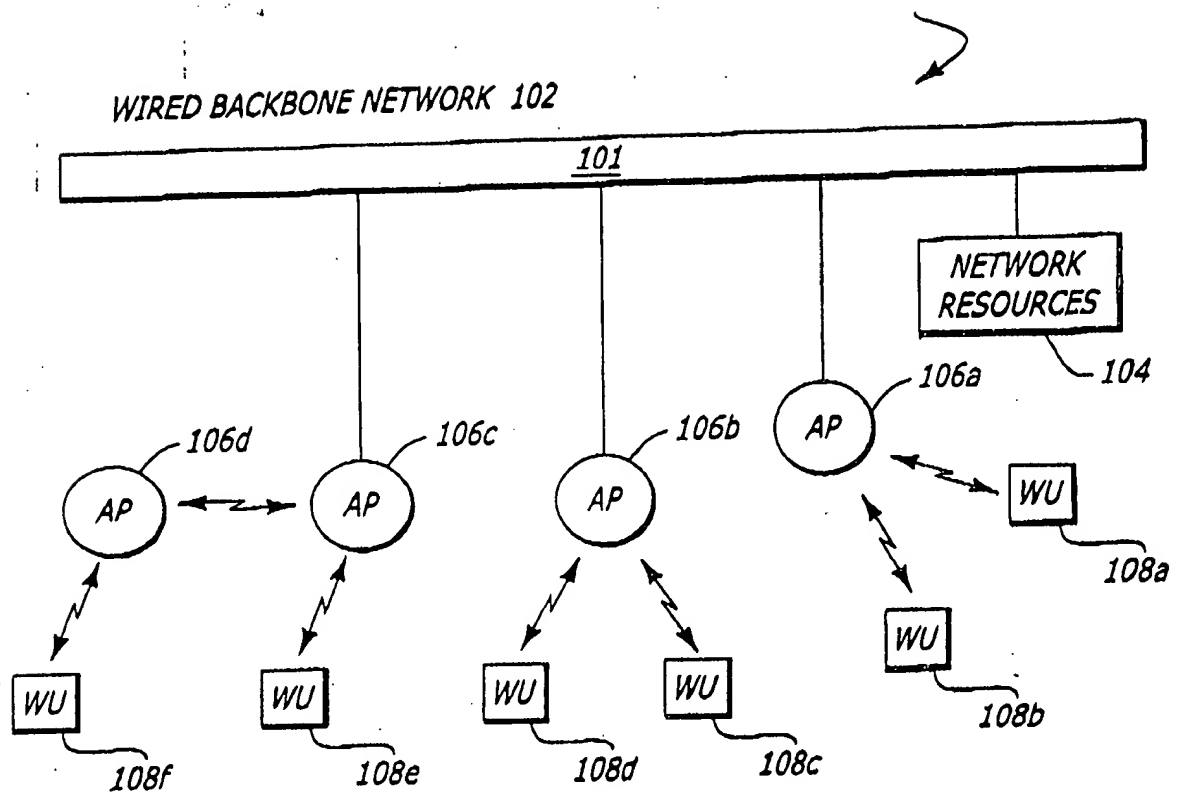 WIRED BACKBONE NETWORK 102
101
NETWORK
RESOURCES
104
106a
AP
106b
AP
106c
AP
106d
AP
WU
108a
WU
108b
WU
108c
WU
108d
WU
108e
WU
108f